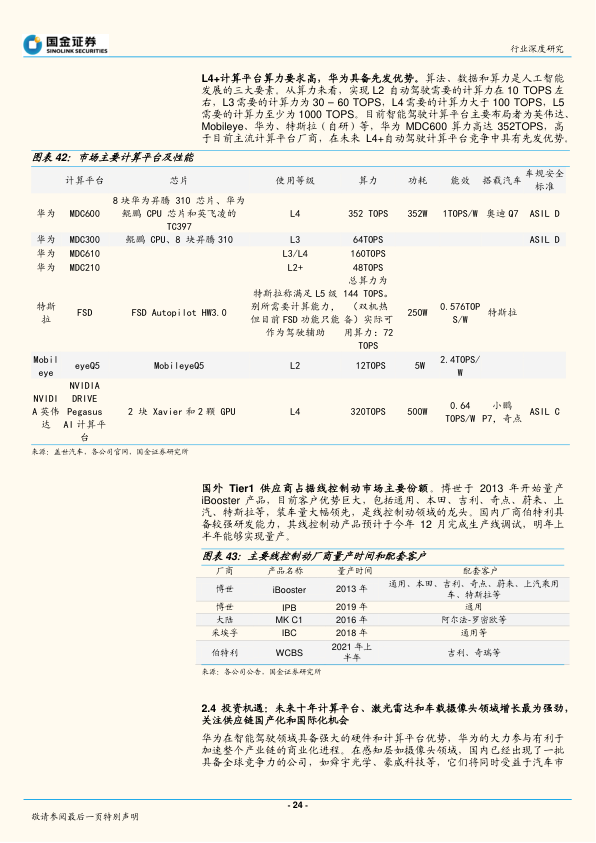 国金证券
SINOLINK SECURITIES
行业深度研究
L4+计算平台算力要求高，华为具备先发优势。算法、数据和算力是人工智能
发展的三大要素。从算力来看，实现L2 自动驾驶需要的计算力在 10 TOPS 左
右，L3 需要的计算力为 30 – 60 TOPS，L4 需要的计算力大于 100 TOPS，L5
需要的计算力至少为 1000 TOPS。目前智能驾驶计算平台主要布局者为英伟达、
Mobileye、华为、特斯拉（自研）等，华为 MDC600 算力高达 352TOPS，高
于目前主流计算平台厂商，在未来 L4+自动驾驶计算平台竞争中具有先发优势。
图表 42：市场主要计算平台及性能
计算平台 芯片 使用等级 算力 功耗 能效 搭载汽车 车规安全
标准
8 块华为昇腾 310 芯片、华为
华为 MDC600 鲲鹏 CPU 芯片和英飞凌的 L4 352 TOPS 352W 1TOPS/W 奥迪 Q7 ASIL D
TC397
华为 MDC300 鲲鹏 CPU、8 块昇腾 310 L3 64TOPS ASIL D
华为 MDC610 L3/L4 160TOPS
华为 MDC210 L2+ 48TOPS
总算力为
特斯拉称满足 L5 级 144 TOPS。
特斯 别所需要计算能力， （双机热 0.576TOP
拉 FSD FSD Autopilot HW3.0 但目前 FSD 功能只能 备）实际可 250W S/W 特斯拉
作为驾驶辅助 用算力：72
TOPS
Mobil
eye eyeQ5 MobileyeQ5 L2 12TOPS 5W 2.4TOPS/
W
NVIDIA
NVIDI DRIVE
A 英伟 Pegasus 2 块 Xavier 和 2 颗 GPU L4 320TOPS 500W 0.64 小鹏 ASIL C
达 AI 计算平 TOPS/W P7, 奇点
台
来源：盖世汽车，各公司官网，国金证券研究所
国外 Tier1 供应商占据线控制动市场主要份额。博世于 2013 年开始量产
iBooster 产品，目前客户优势巨大，包括通用、本田、吉利、奇点、蔚来、上
汽、特斯拉等，装车量大幅领先，是线控制动领域的龙头。国内厂商伯特利具
备较强研发能力，其线控制动产品预计于今年 12 月完成生产线调试，明年上
半年能够实现量产。
图表 43：主要线控制动厂商量产时间和配套客户
厂商 产品名称 量产时间 配套客户
博世 iBooster 2013 年 通用、本田、吉利、奇点、蔚来、上汽乘用
车、特斯拉等
博世 IPB 2019 年 通用
大陆 MK C1 2016 年 阿尔法-罗密欧等
采埃孚 IBC 2018 年 通用等
伯特利 WCBS 2021 年上
半年 吉利、奇瑞等
来源：各公司公告，国金证券研究所
2.4 投资机遇：未来十年计算平台、激光雷达和车载摄像头领域增长最为强劲，
关注供应链国产化和国际化机会
华为在智能驾驶领域具备强大的硬件和计算平台优势，华为的大力参与有利于
加速整个产业链的商业化进程。在感知层如摄像头领域，国内已经出现了一批
具备全球竞争力的公司，如舜宇光学、豪威科技等，它们将同时受益于汽车市
- 24 -
敬请参阅最后一页特别声明